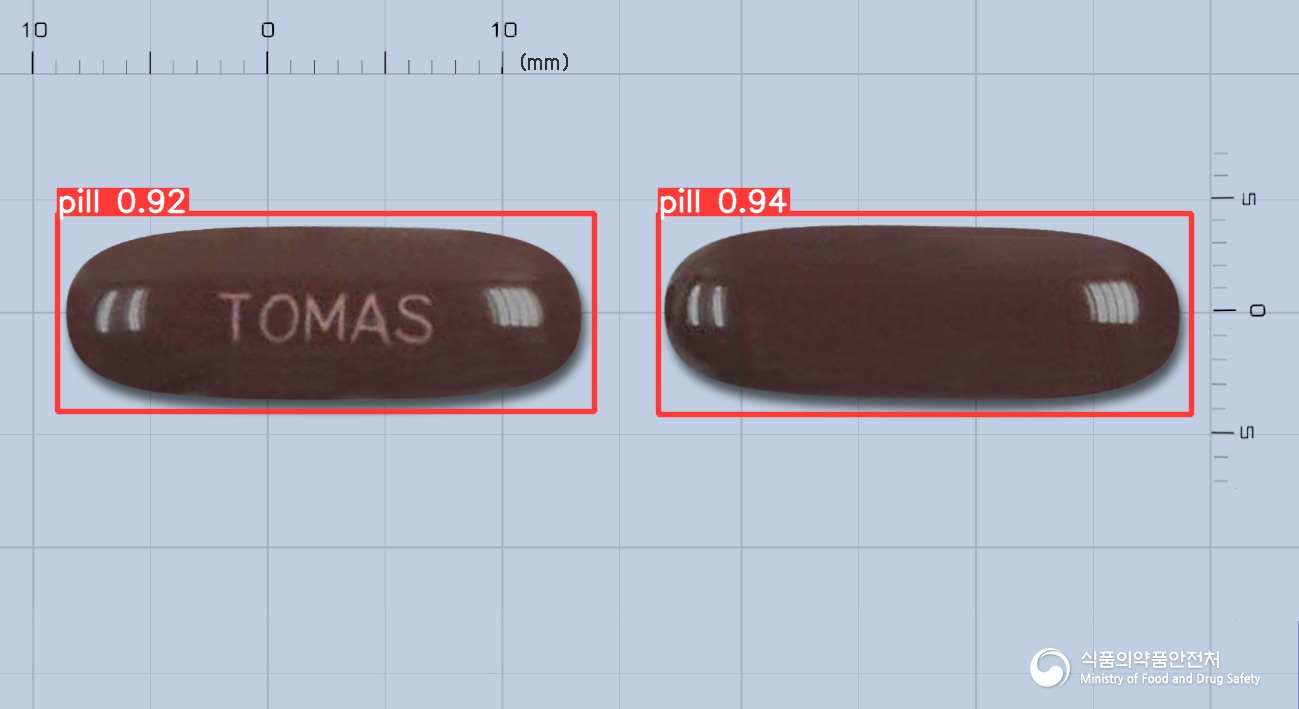 10 0 10
(mm)
pill 0.92 pill 0.94
5
TOMAS
0
5
식품의약품안전처
Ministry of Food and Drug Safety